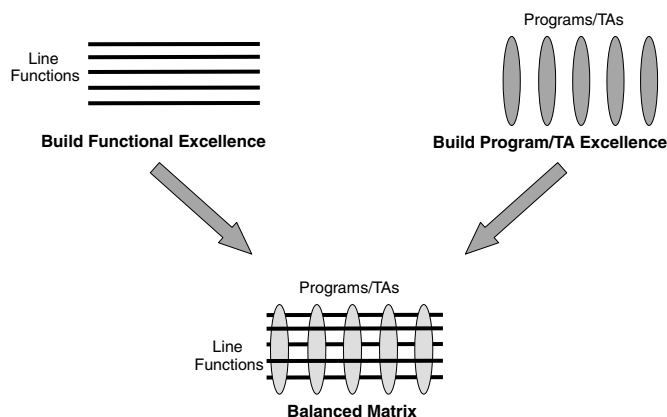 Programs/TAs
Line
Functions
Build Functional Excellence
Build Program/TA Excellence
Programs/TAs
Line
Functions
Balanced Matrix